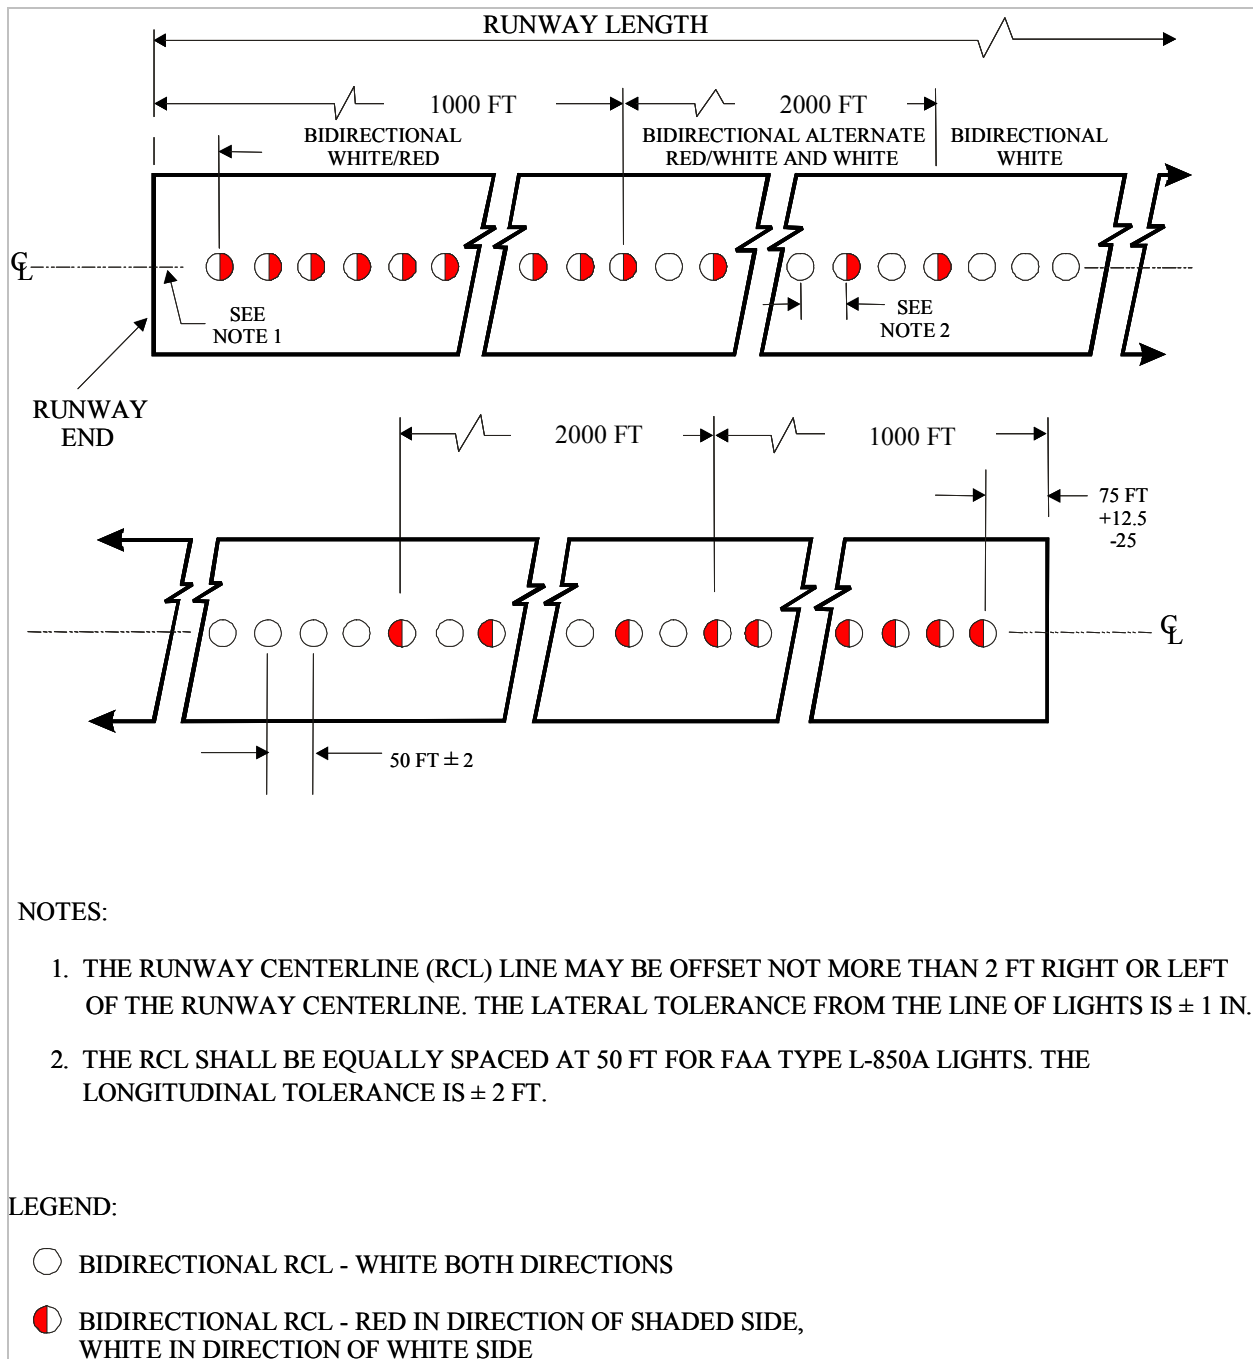 RUNWAY LENGTH
1000 FT
2000 FT
BIDIRECTIONAL
WHITE/RED
BIDIRECTIONAL ALTERNATE
RED/WHITE AND WHITE
BIDIRECTIONAL
WHITE
℄
SEE
NOTE 1
SEE
NOTE 2
RUNWAY
END
2000 FT
1000 FT
75 FT
+12.5
-25
℄
50 FT ± 2
NOTES:
1. THE RUNWAY CENTERLINE (RCL) LINE MAY BE OFFSET NOT MORE THAN 2 FT RIGHT OR LEFT
OF THE RUNWAY CENTERLINE. THE LATERAL TOLERANCE FROM THE LINE OF LIGHTS IS ± 1 IN.
2. THE RCL SHALL BE EQUALLY SPACED AT 50 FT FOR FAA TYPE L-850A LIGHTS. THE
LONGITUDINAL TOLERANCE IS ± 2 FT.
LEGEND:
BIDIRECTIONAL RCL - WHITE BOTH DIRECTIONS
BIDIRECTIONAL RCL - RED IN DIRECTION OF SHADED SIDE,
WHITE IN DIRECTION OF WHITE SIDE